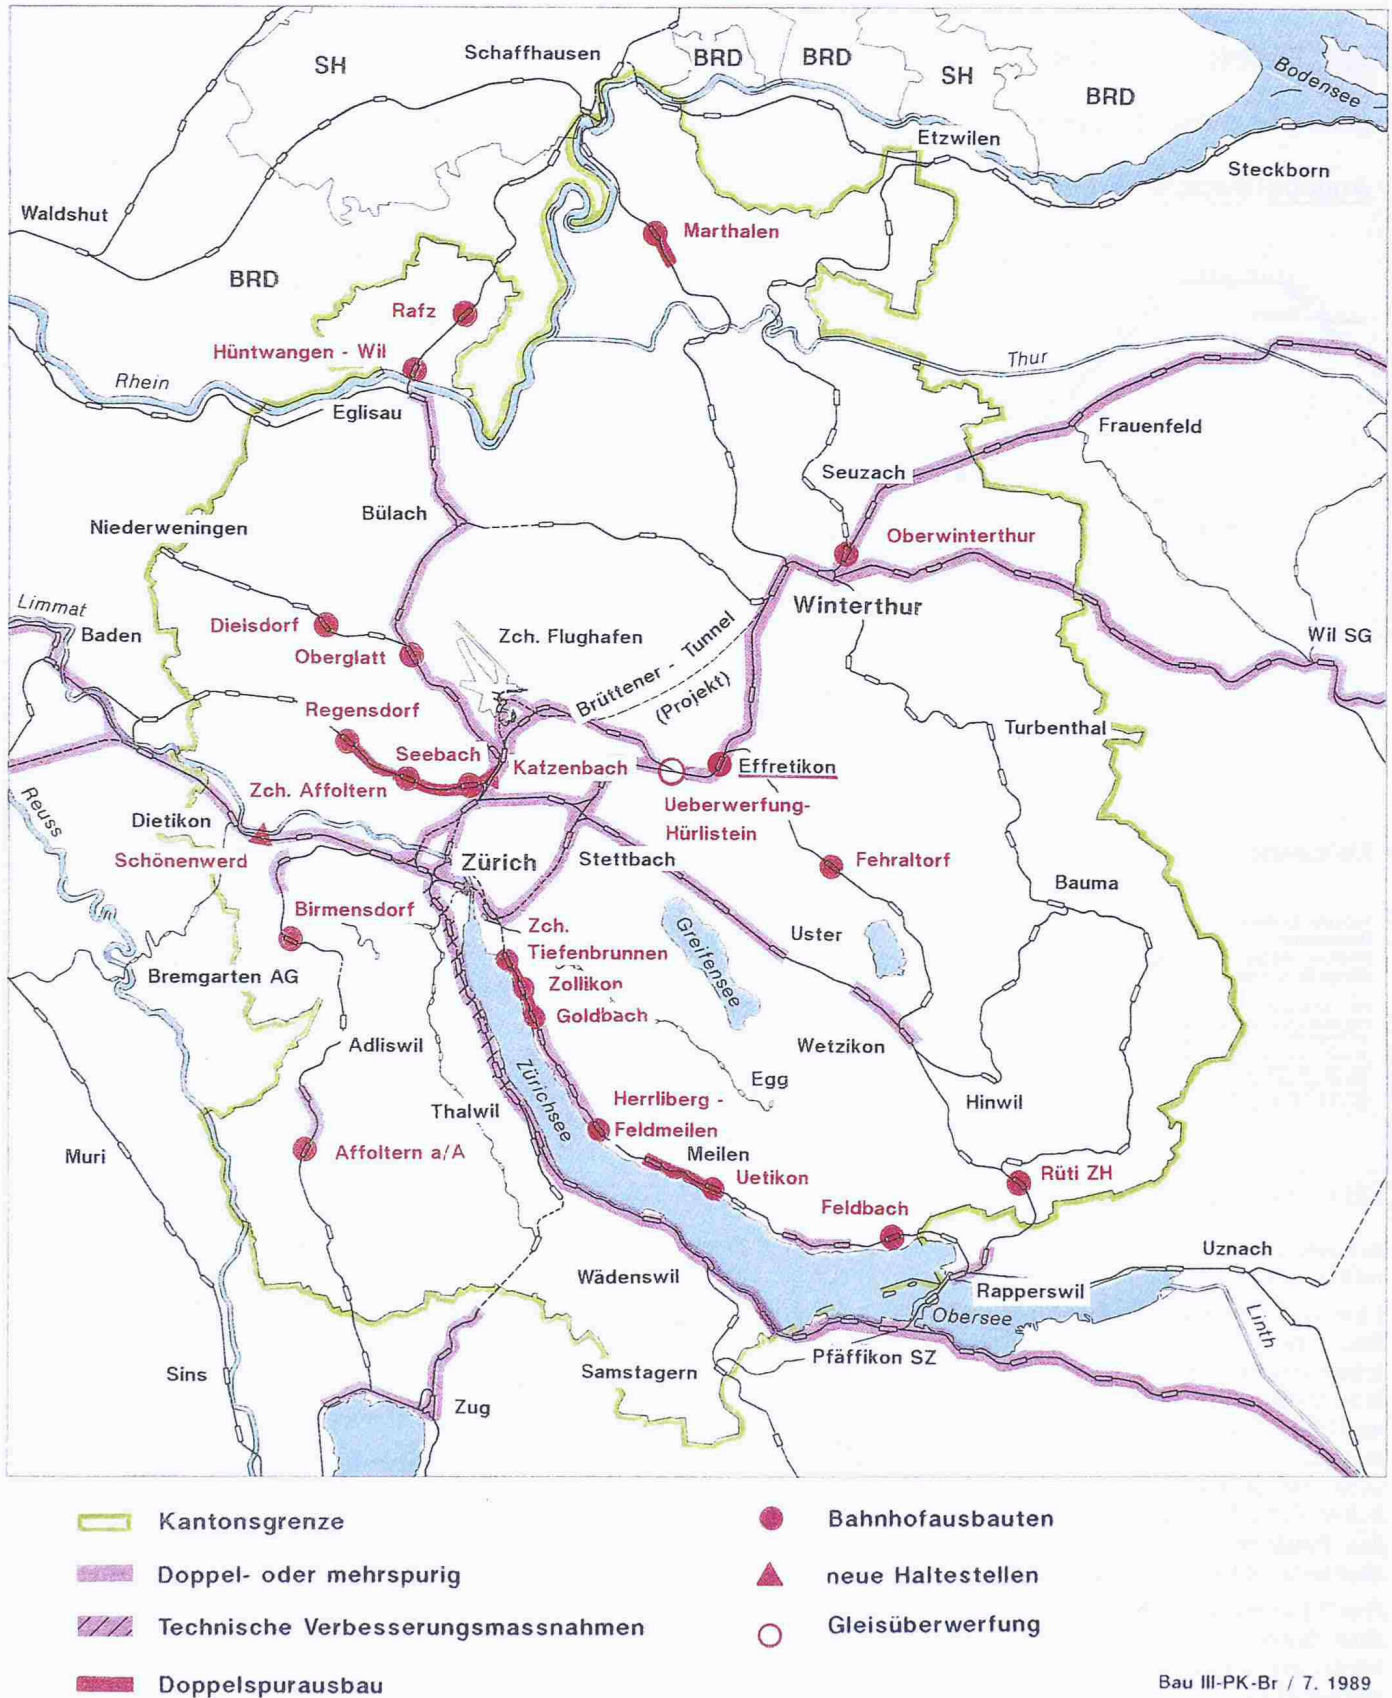 Schaffhausen
SH
BRD
BRD
SH
BRD
Bodensee
Etzwilen
Steckborn
Waldshut
Marthalen
BRD
Rafz
Hüntwangen - Wil
Rhein
Eglisau
Thur
Frauenfeld
Seuzach
Bülach
Niederweningen
Oberwinterthur
Winterthur
Limmat
Baden
Dielsdorf
Oberglatt
Zch. Flughafen
Brüttener - Tunnel
(Projekt)
Wil SG
Regensdorf
Seebach
Katzenbach
Zch. Affoltern
Effretikon
Turbenthal
Ueberwerfung-
Hürlistein
Reuss
Dietikon
Schönenwerd
Zürich
Stettbach
Fehraltorf
Bauma
Birmensdorf
Zch.
Tiefenbrunnen
Zollikon
Goldbach
Greifensee
Uster
Bremgarten AG
Adliswil
Wetzikon
Egg
Hinwil
Zürichsee
Thalwil
Herrliberg -
Feldmeilen
Meilen
Uetikon
Muri
Affoltern a/A
Rüti ZH
Feldbach
Uznach
Wädenswil
Rapperswil
Obersee
Linth
Pfäffikon SZ
Sins
Samstagern
Zug
Kantonsgrenze
Doppel- oder mehrspurig
Technische Verbesserungsmassnahmen
Doppelspurausbau
Bahnhofausbauten
neue Haltestellen
Gleisüberwerfung
Bau III-PK-Br / 7. 1989